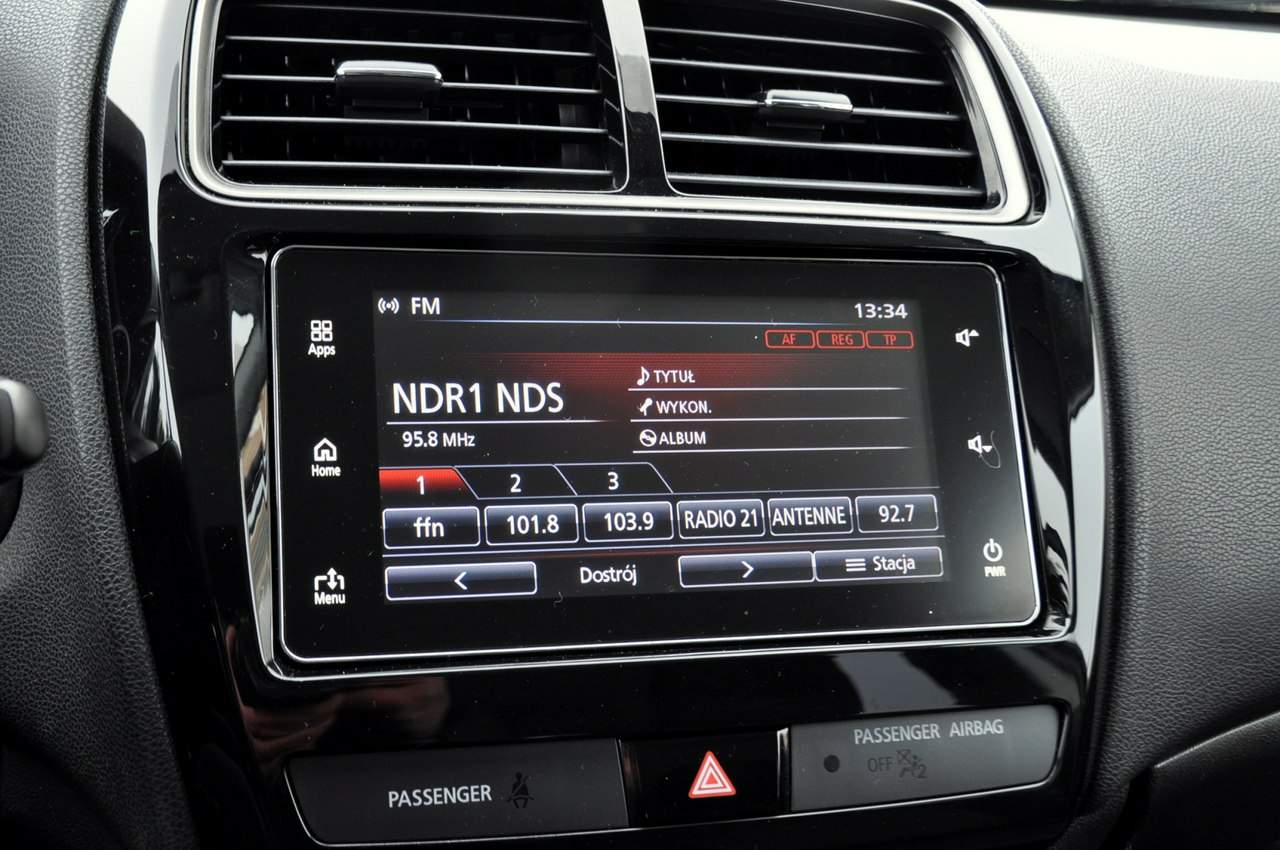 FM 13:34
AF REG TP
Apps
NDR1 NDS
TYTUŁ
WYKON.
ALBUM
95.8 MHz
Home
1 2 3
ffn 101.8 103.9 RADIO 21 ANTENNE 92.7
< Dostrój > Stacja
Menu
PWR
PASSENGER
PASSENGER AIRBAG
OFF 2